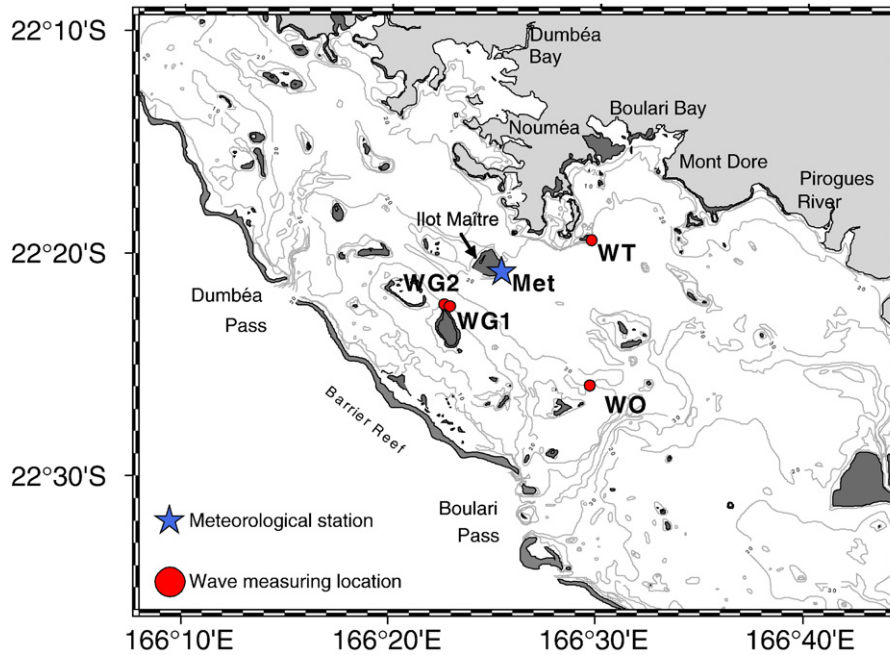 22°10'S
Dumbéa
Bay
Boulari Bay
Nouméa
Mont Dore
Pirogues
River
Ilot Maître
22°20'S
WT
WG2
Met
Dumbéa
Pass
WG1
WO
Barrier Reef
22°30'S
Boulari
Pass
Meteorological station
Wave measuring location
166°10'E
166°20'E
166°30'E
166°40'E